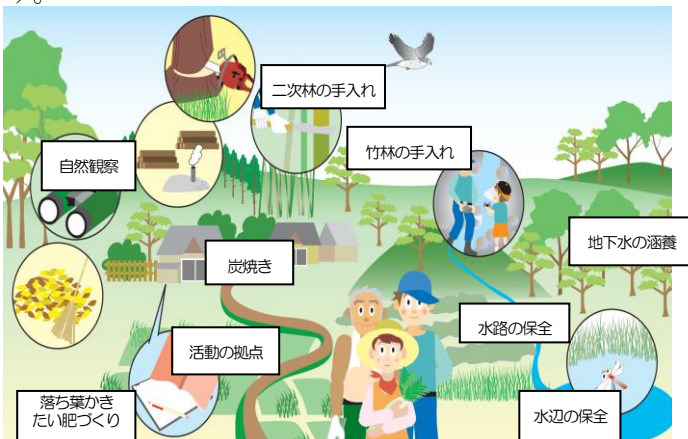 す。
二次林の手入れ
竹林の手入れ
自然観察
地下水の涵養
炭焼き
水路の保全
活動の拠点
落ち葉かき
たい肥づくり
水辺の保全